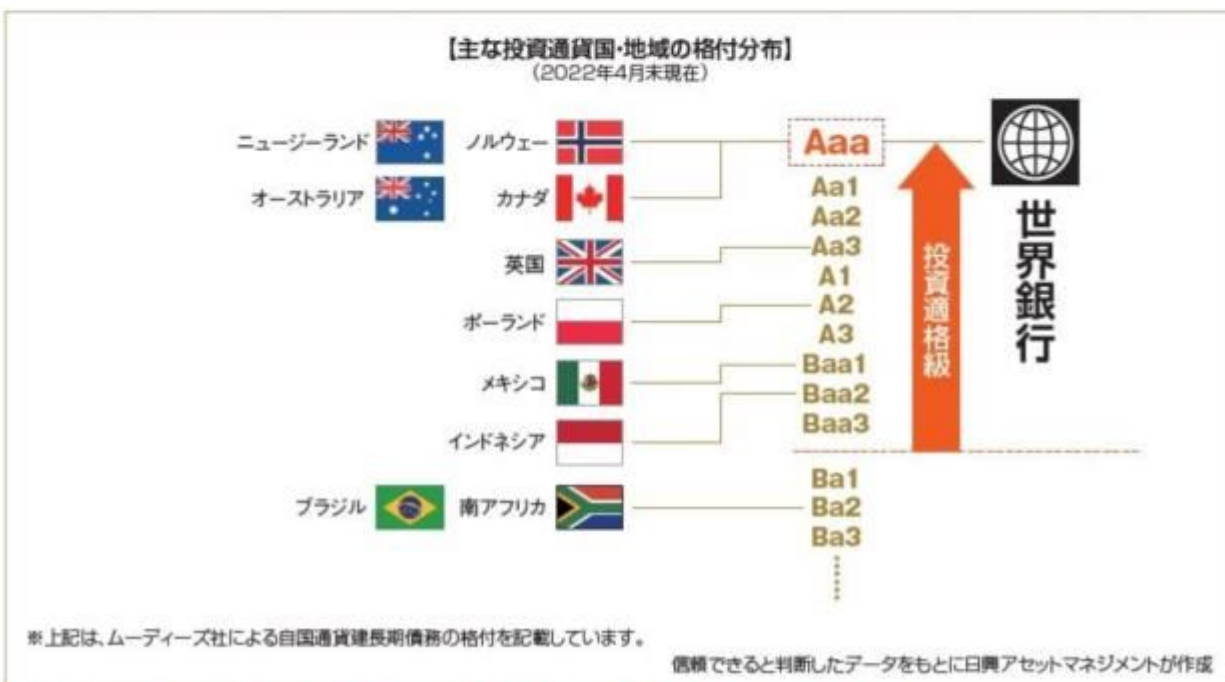 【主な投資通貨国・地域の格付分布】
（2022年4月末現在）
ニュージーランド ノルウェー Aaa
オーストラリア カナダ Aa1
Aa2
英国 Aa3
A1
ポーランド A2
A3
メキシコ Baa1
Baa2
インドネシア Baa3
Ba1
ブラジル 南アフリカ Ba2
Ba3
投資適格級
世界銀行
※上記は、ムーディーズ社による自国通貨建長期債務の格付を記載しています。
信頼できると判断したデータをもとに日興アセットマネジメントが作成